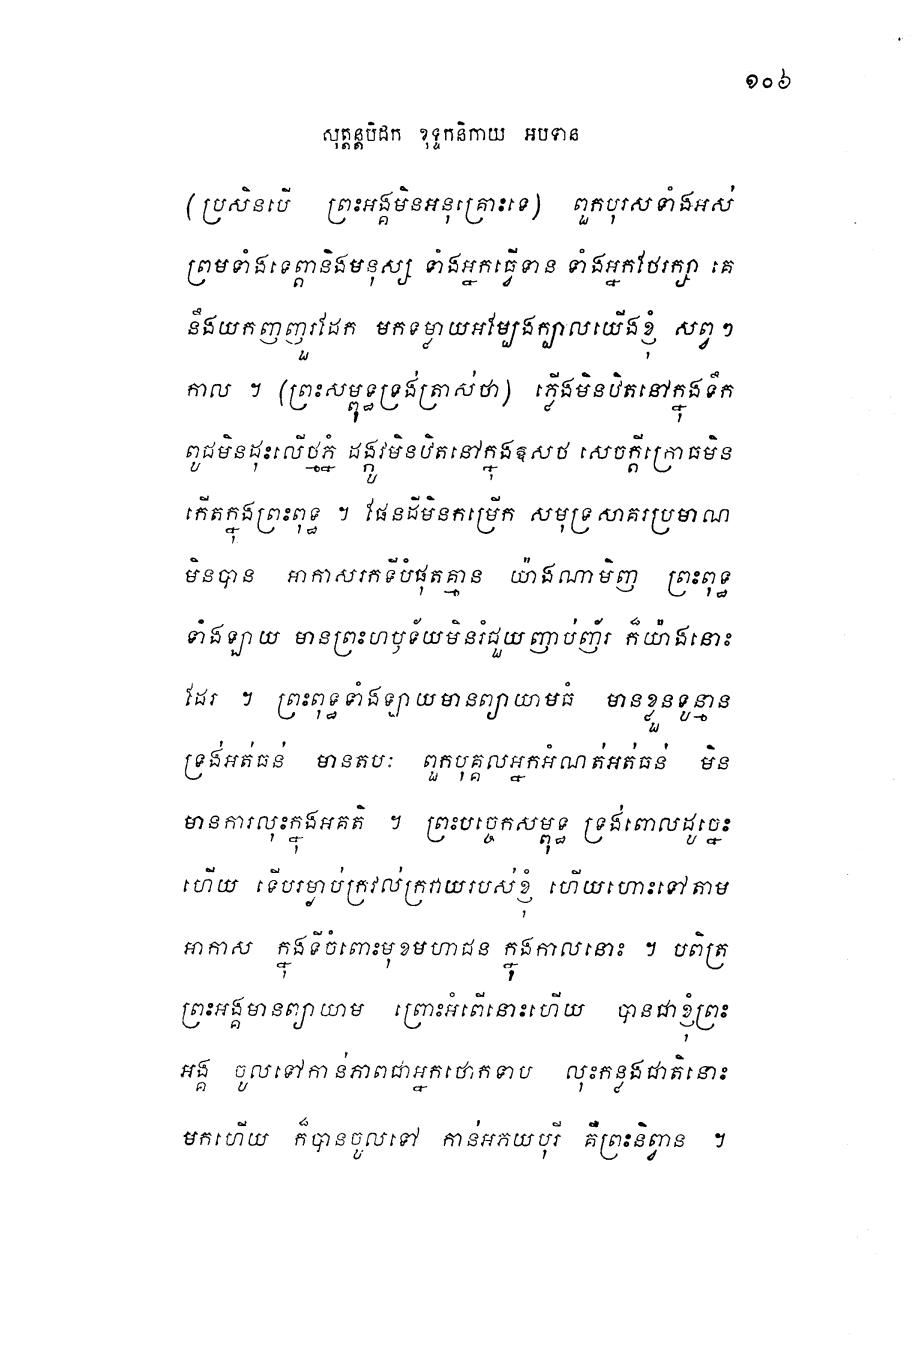 ១០៦
សុត្តន្តបិដក ខុទ្ទកនិកាយ អបទាន
(ប្រសិនបើ ព្រះអង្គមិនអនុគ្រោះទេ) ពួកបុរសទាំងអស់
ព្រមទាំងទេព្តានិងមនុស្ស ទាំងអ្នកធ្វើទាន ទាំងអ្នកថែរក្សា គេ
នឹងយកញញួរដែក មកទម្លាយអម្បែងក្បាលយើងខ្ញុំ សព្វៗ
កាល ។ (ព្រះសម្ពុទ្ធទ្រង់ត្រាស់ថា) ភ្លើងមិនឋិតនៅក្នុងទឹក
ពូជមិនដុះលើថ្មភ្នំ ដង្កូវមិនឋិតនៅក្នុងឱសថ សេចក្តីក្រោធមិន
កើតក្នុងព្រះពុទ្ធ ។ ផែនដីមិនកម្រើក សមុទ្រសាគរប្រមាណ
មិនបាន អាកាសរកទីបំផុតគ្មាន យ៉ាងណាមិញ ព្រះពុទ្ធ
ទាំងឡាយ មានព្រះហឫទ័យមិនរំជួយញាប់ញ័រ ក៏យ៉ាងនោះ
ដែរ ។ ព្រះពុទ្ធទាំងឡាយមានព្យាយាមធំ មានខ្លួនទូន្មាន
ទ្រង់អត់ធន់ មានតបៈ ពួកបុគ្គលអ្នកអំណត់អត់ធន់ មិន
មានការលុះក្នុងអគតិ ។ ព្រះបច្ចេកសម្ពុទ្ធ ទ្រង់ពោលដូច្នេះ
ហើយ ទើបរម្ងាប់ក្រវល់ក្រវាយរបស់ខ្ញុំ ហើយហោះទៅតាម
អាកាស ក្នុងទីចំពោះមុខមហាជន ក្នុងកាលនោះ ។ បពិត្រ
ព្រះអង្គមានព្យាយាម ព្រោះអំពើនោះហើយ បានជាខ្ញុំព្រះ
អង្គ ចូលទៅកាន់ភាពជាអ្នកថោកទាប លុះកន្លងជាតិនោះ
មកហើយ ក៏បានចូលទៅ កាន់អភយបុរី គឺព្រះនិព្វាន ។